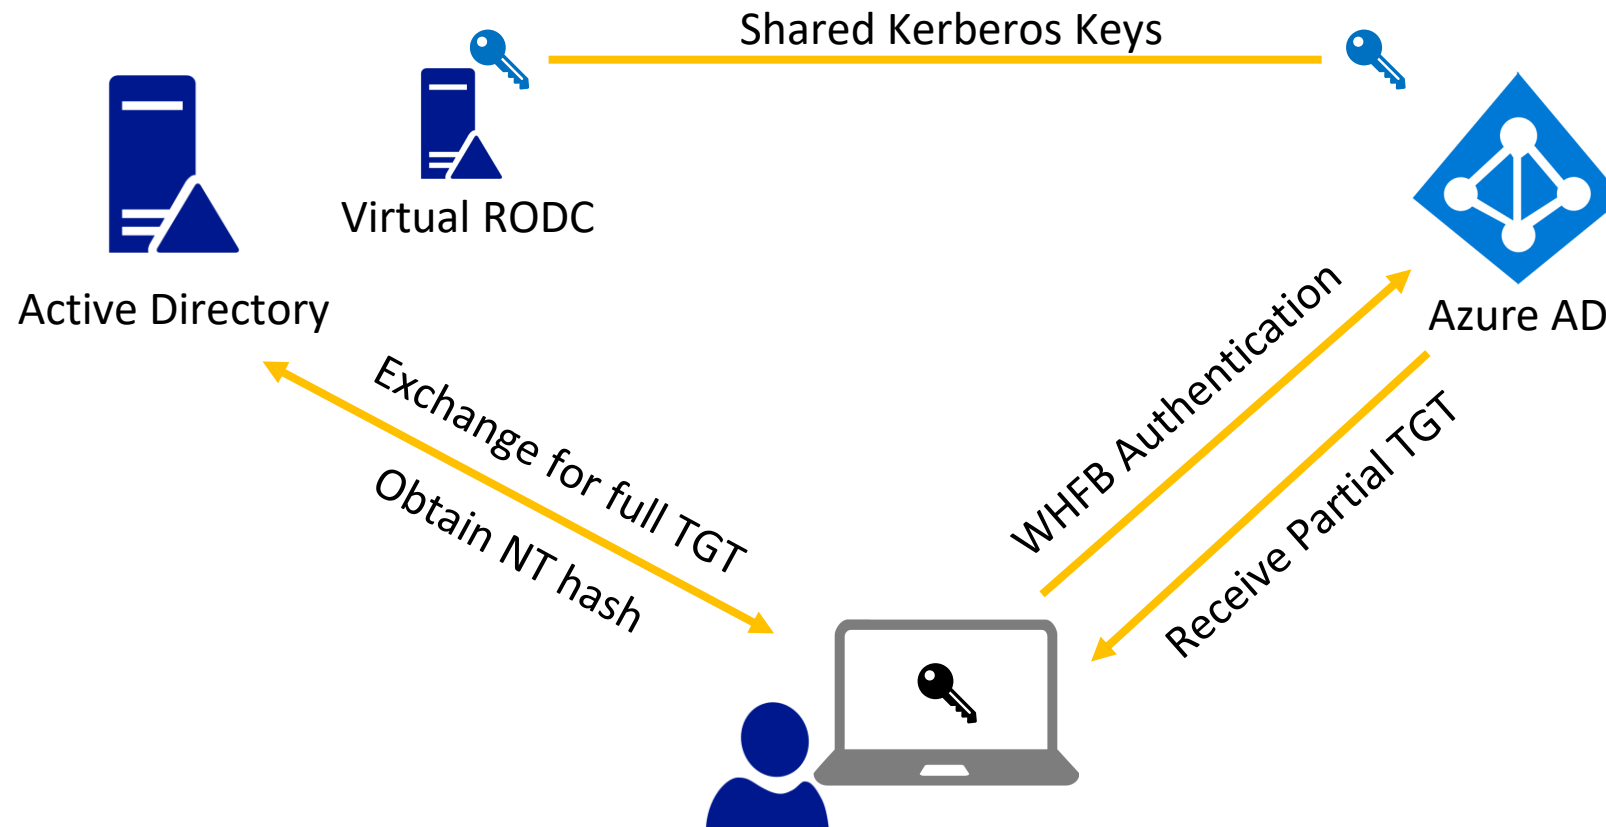 Shared Kerberos Keys
Virtual RODC
Active Directory
Azure AD
Exchange for full TGT
Obtain NT hash
WHFB Authentication
Receive Partial TGT